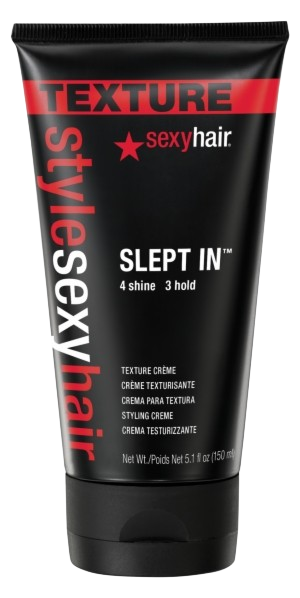 TEXTURE
sexyhair®
stylesexyhair
SLEPT IN™
4 shine 3 hold
TEXTURE CRÈME
CRÈME TEXTURISANTE
CREMA PARA TEXTURA
STYLING CREME
CREMA TESTURIZZANTE
Net Wt./Poids Net 5.1 fl oz (150 ml)